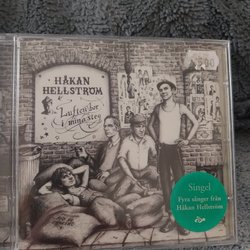 HÅKAN
HELLSTRÖM
Luften bor
i mina steg
Singel
Fyra sånger från
Håkan Hellström